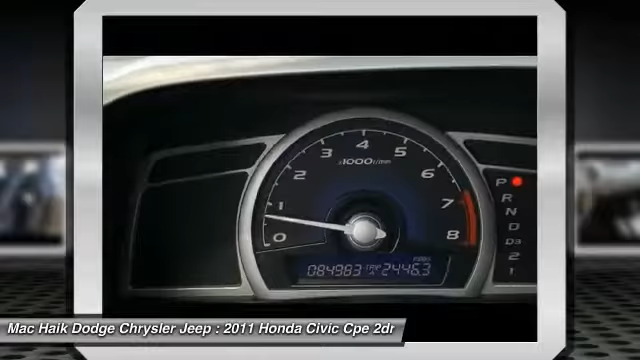 4
3 5
x1000r/min
2 6
1 7
0 8
P
R
N
D
D3
2
1
084983 TRIP A 2446.3
Mac Haik Dodge Chrysler Jeep : 2011 Honda Civic Cpe 2dr